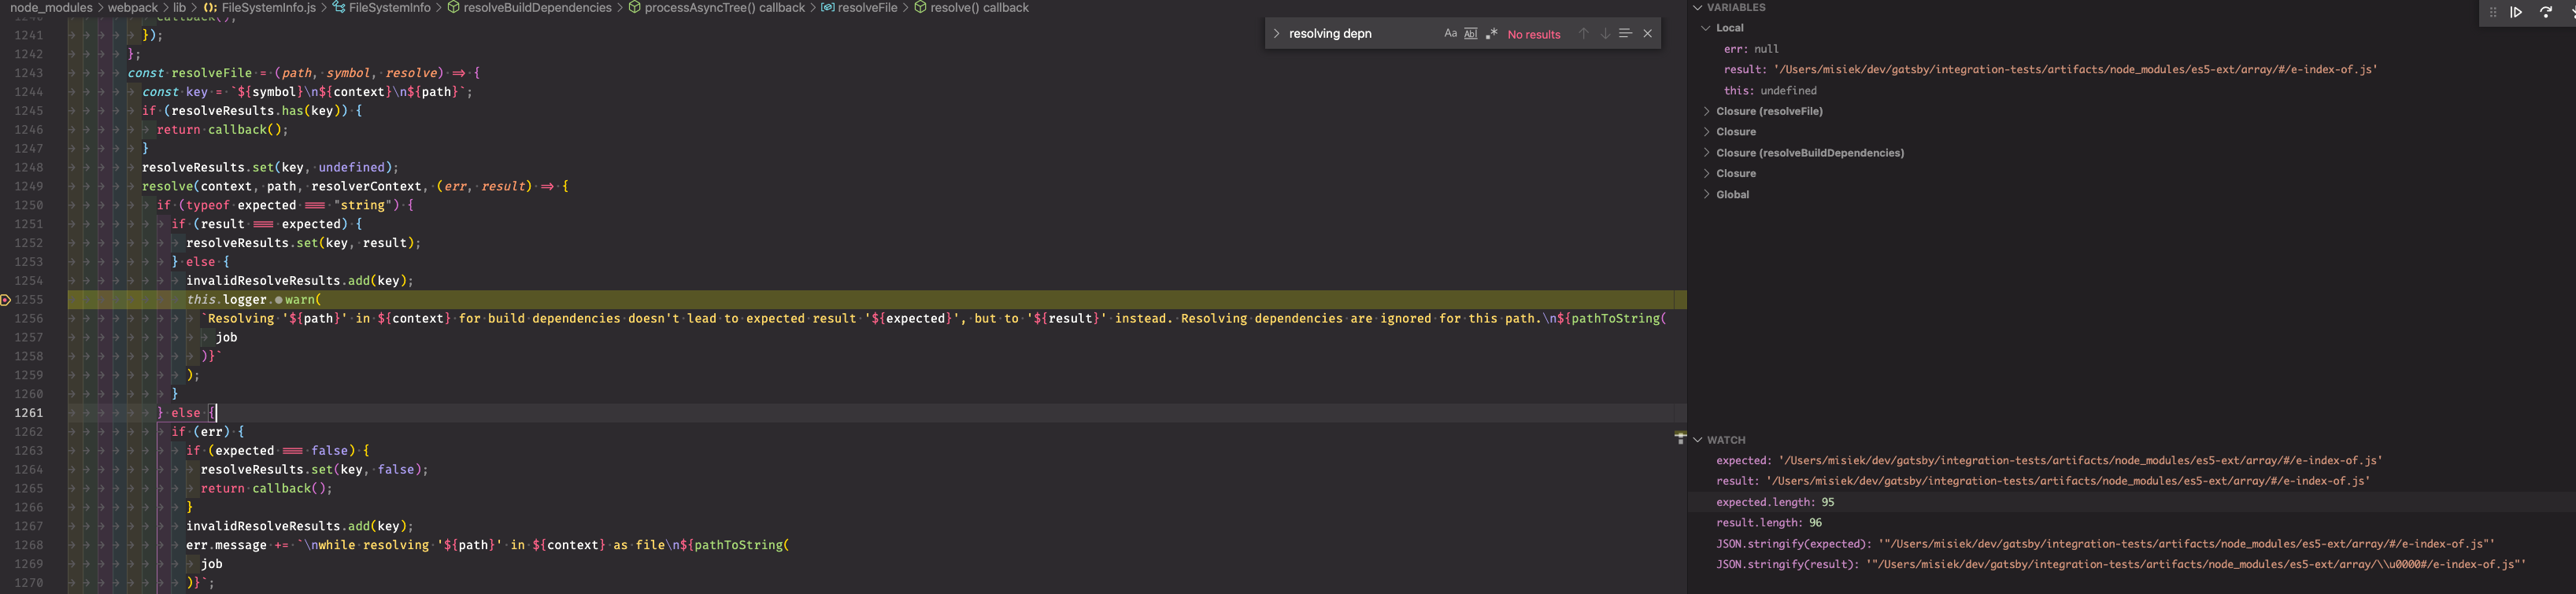 node_modules > webpack > lib > FileSystemInfo.js > FileSystemInfo > resolveBuildDependencies > processAsyncTree() callback > resolveFile > resolve() callback
1241 });
1242 };
1243 const resolveFile = (path, symbol, resolve) => {
1244 const key = `${symbol}\n${context}\n${path}`;
1245 if (resolveResults.has(key)) {
1246 return callback();
1247 }
1248 resolveResults.set(key, undefined);
1249 resolve(context, path, resolverContext, (err, result) => {
1250 if (typeof expected === "string") {
1251 if (result === expected) {
1252 resolveResults.set(key, result);
1253 } else {
1254 invalidResolveResults.add(key);
1255 this.logger.warn(
1256 `Resolving '${path}' in ${context} for build dependencies doesn't lead to expected result '${expected}', but to '${result}' instead. Resolving dependencies are ignored for this path.\n${pathToString(
1257 job
1258 )}`
1259 );
1260 }
1261 } else {
1262 if (err) {
1263 if (expected === false) {
1264 resolveResults.set(key, false);
1265 return callback();
1266 }
1267 invalidResolveResults.add(key);
1268 err.message += `\nwhile resolving '${path}' in ${context} as file\n${pathToString(
1269 job
1270 )}`;
resolving depn Aa Abl .* No results
VARIABLES
Local
err: null
result: '/Users/misiek/dev/gatsby/integration-tests/artifacts/node_modules/es5-ext/array/#/e-index-of.js'
this: undefined
Closure (resolveFile)
Closure
Closure (resolveBuildDependencies)
Closure
Global
WATCH
expected: '/Users/misiek/dev/gatsby/integration-tests/artifacts/node_modules/es5-ext/array/#/e-index-of.js'
result: '/Users/misiek/dev/gatsby/integration-tests/artifacts/node_modules/es5-ext/array/#/e-index-of.js'
expected.length: 95
result.length: 96
JSON.stringify(expected): '"/Users/misiek/dev/gatsby/integration-tests/artifacts/node_modules/es5-ext/array/#/e-index-of.js"'
JSON.stringify(result): '"/Users/misiek/dev/gatsby/integration-tests/artifacts/node_modules/es5-ext/array/\\u0000#/e-index-of.js"'